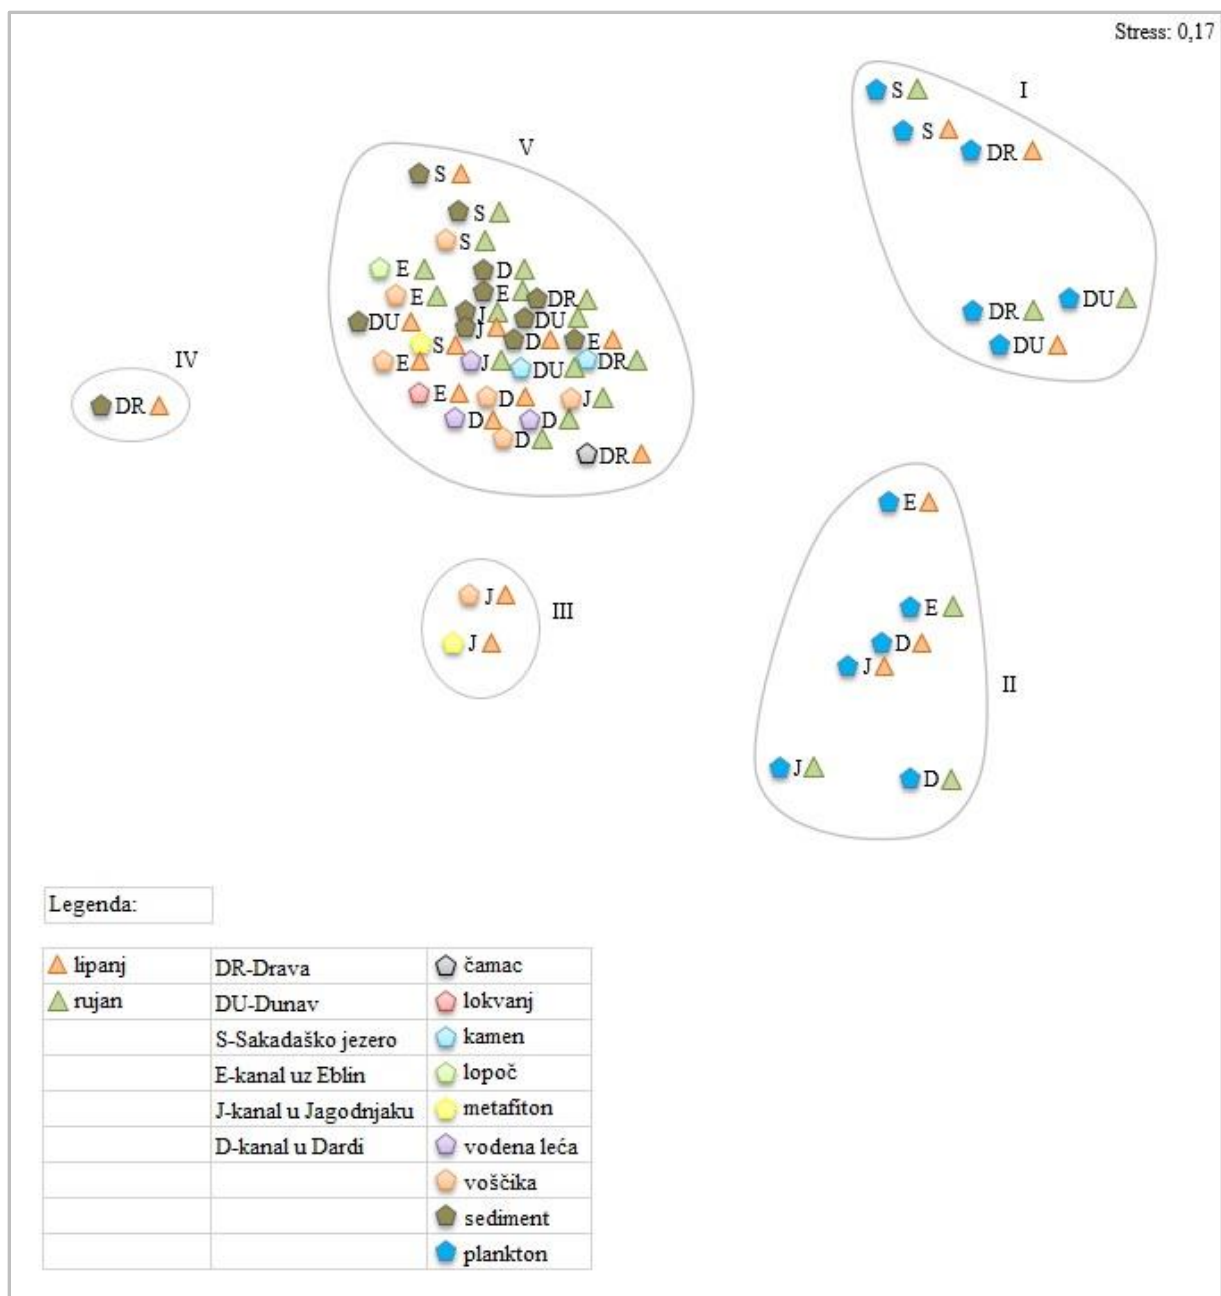 Stress: 0,17
I
S
S
DR
DR
DU
DU
V
S
S
S
E
D
E
E
DR
J
DU
DU
J
D
E
S
E
J
DU
DR
E
D
J
D
D
D
DR
IV
DR
III
J
J
II
E
E
D
J
J
D
Legenda:
lipanj DR-Drava čamac
rujan DU-Dunav lokvanj
S-Sakadaško jezero kamen
E-kanal uz Eblin lopoč
J-kanal u Jagodnjaku metafiton
D-kanal u Dardi vodena leća
voščika
sediment
plankton